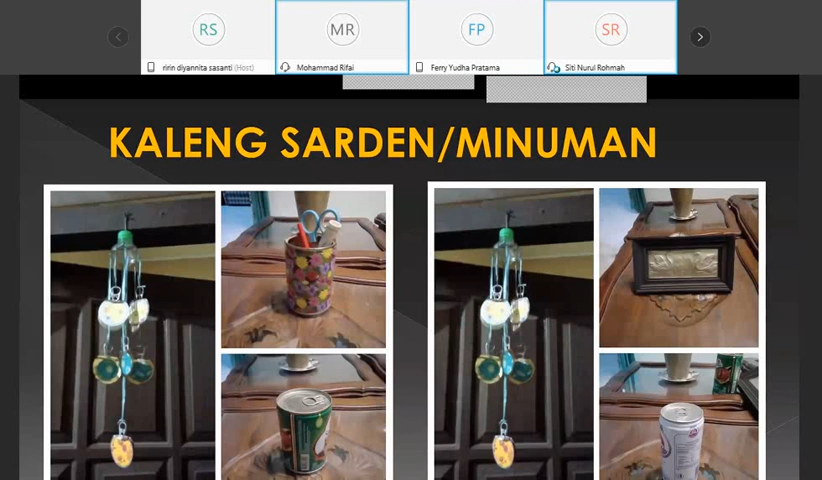 RS
ririn diyannita sasanti (Host)
MR
Mohammad Rifai
FP
Ferry Yudha Pratama
SR
Siti Nurul Rohmah
KALENG SARDEN/MINUMAN